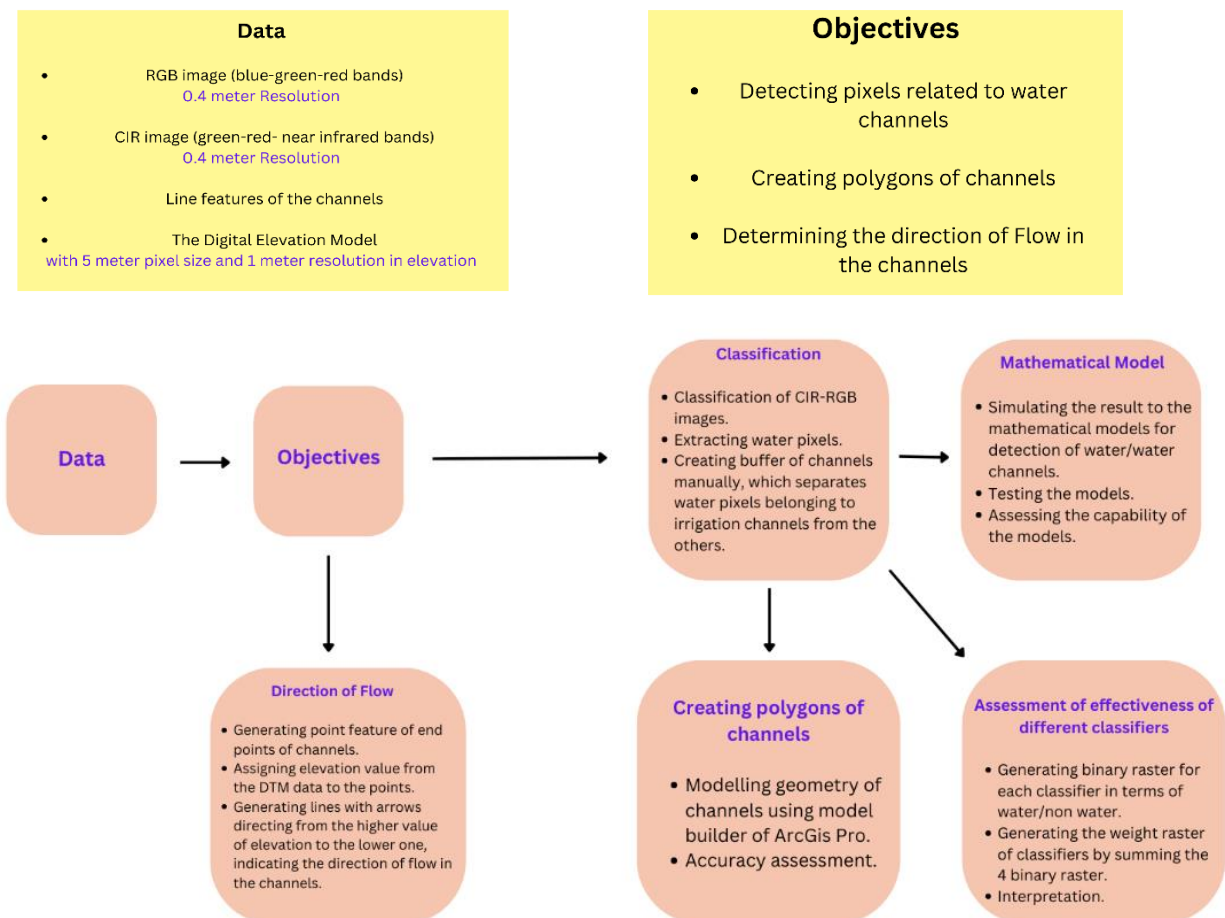 Data
• RGB image (blue-green-red bands)
0.4 meter Resolution
• CIR image (green-red- near infrared bands)
0.4 meter Resolution
• Line features of the channels
• The Digital Elevation Model
with 5 meter pixel size and 1 meter resolution in elevation
Objectives
• Detecting pixels related to water
channels
• Creating polygons of channels
• Determining the direction of Flow in
the channels
Data
Objectives
Classification
• Classification of CIR-RGB
images.
• Extracting water pixels.
• Creating buffer of channels
manually, which separates
water pixels belonging to
irrigation channels from the
others.
Mathematical Model
• Simulating the result to the
mathematical models for
detection of water/water
channels.
• Testing the models.
• Assessing the capability of
the models.
Direction of Flow
• Generating point feature of end
points of channels.
• Assigning elevation value from
the DTM data to the points.
• Generating lines with arrows
directing from the higher value
of elevation to the lower one,
indicating the direction of flow in
the channels.
Creating polygons of
channels
• Modelling geometry of
channels using model
builder of ArcGis Pro.
• Accuracy assessment.
Assessment of effectiveness of
different classifiers
• Generating binary raster for
each classifier in terms of
water/non water.
• Generating the weight raster
of classifiers by summing the
4 binary raster.
• Interpretation.